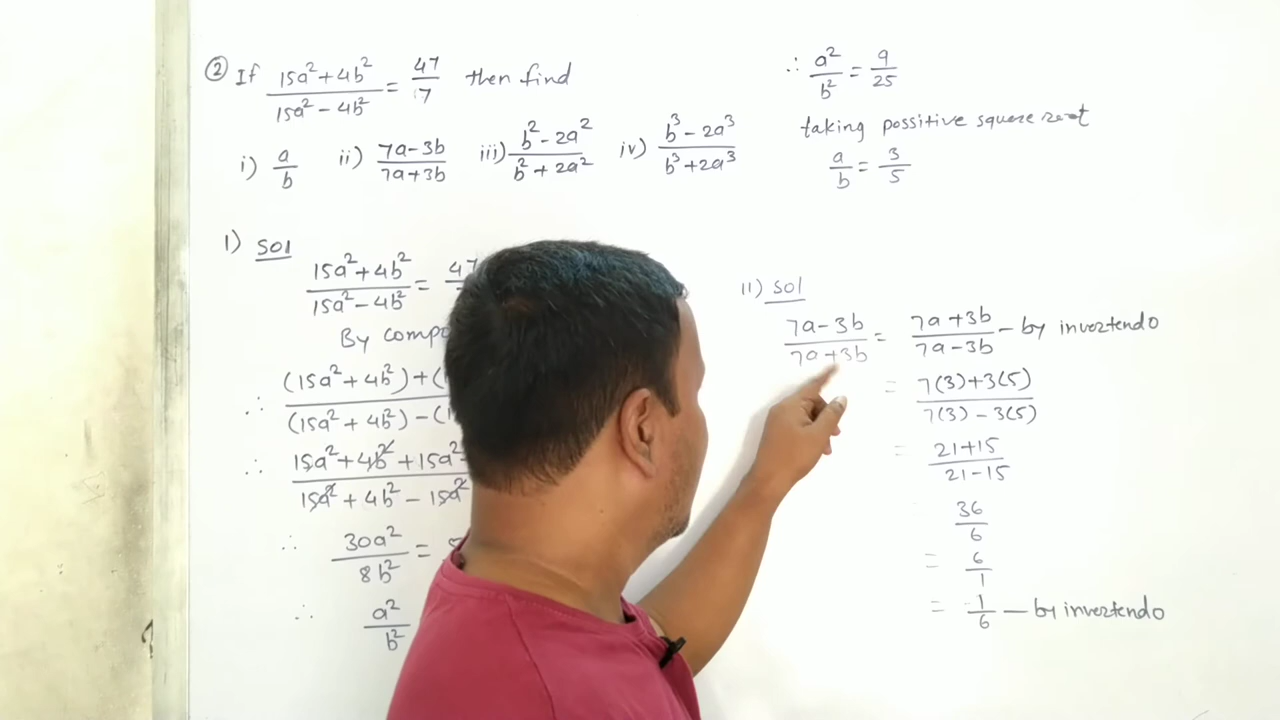 ② If (15a² + 4b²)/(15a² - 4b²) = 47/7 then find
i) a/b ii) (7a - 3b)/(7a + 3b) iii) (b² - 2a²)/(b² + 2a²) iv) (b³ - 2a³)/(b³ + 2a³)
1) Sol
(15a² + 4b²)/(15a² - 4b²) = 47
By compo
∴ (15a² + 4b²) + (
(15a² + 4b²) - (1
∴ 15a² + 4b² + 15a²
15a² + 4b² - 15a²
∴ 30a²/8b² =
∴ a²/b²
∴ a²/b² = 9/25
taking possitive square root
a/b = 3/5
11) Sol
(7a - 3b)/(7a + 3b) = (7a + 3b)/(7a - 3b) — by invertendo
= (7(3) + 3(5))/(7(3) - 3(5))
= (21 + 15)/(21 - 15)
36/6
= 6/1
= 1/6 — by invertendo